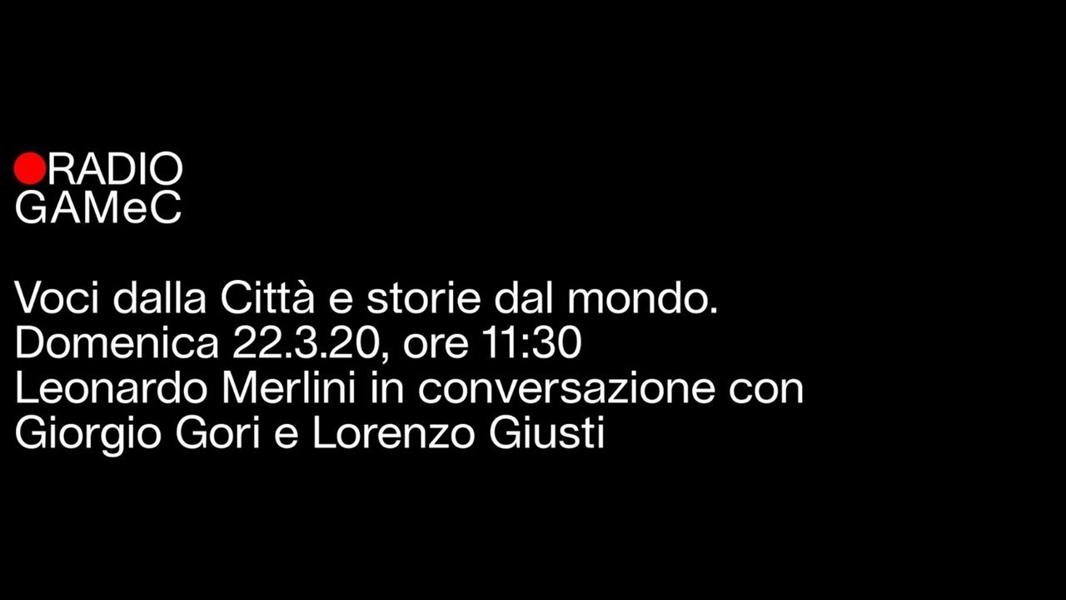 RADIO
GAMeC
Voci dalla Città e storie dal mondo.
Domenica 22.3.20, ore 11:30
Leonardo Merlini in conversazione con
Giorgio Gori e Lorenzo Giusti